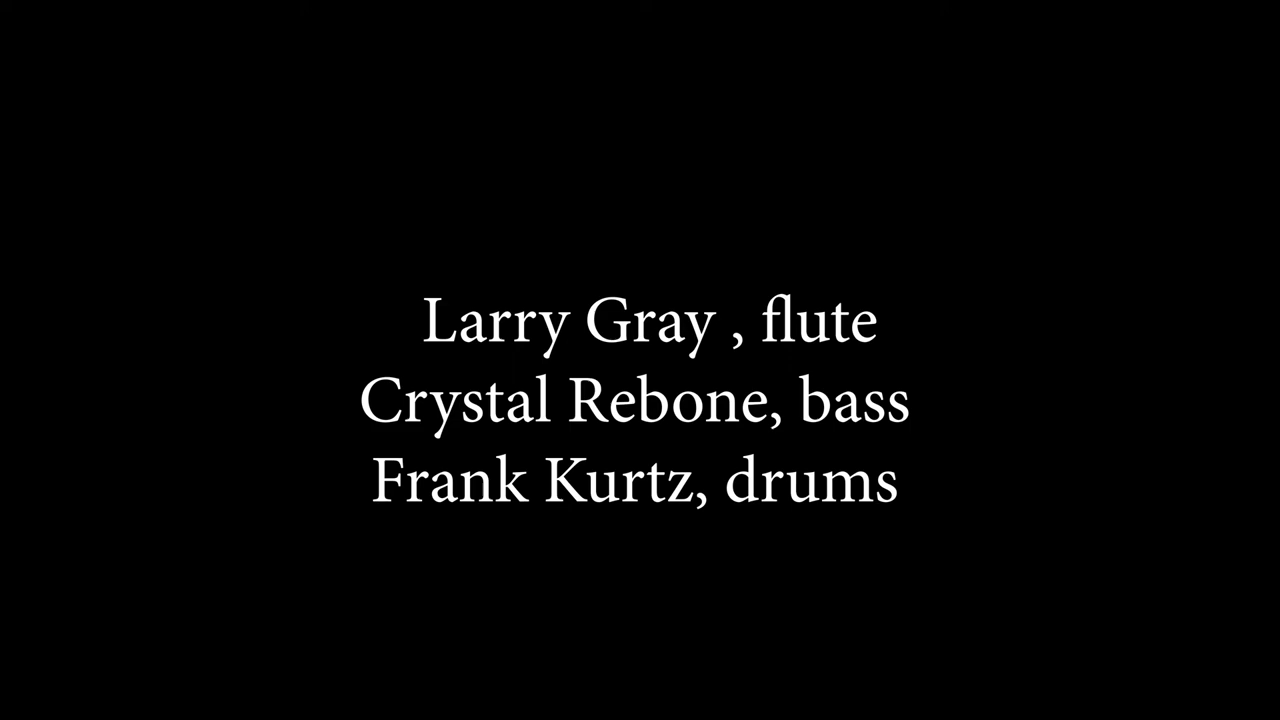 Larry Gray , flute
Crystal Rebone, bass
Frank Kurtz, drums